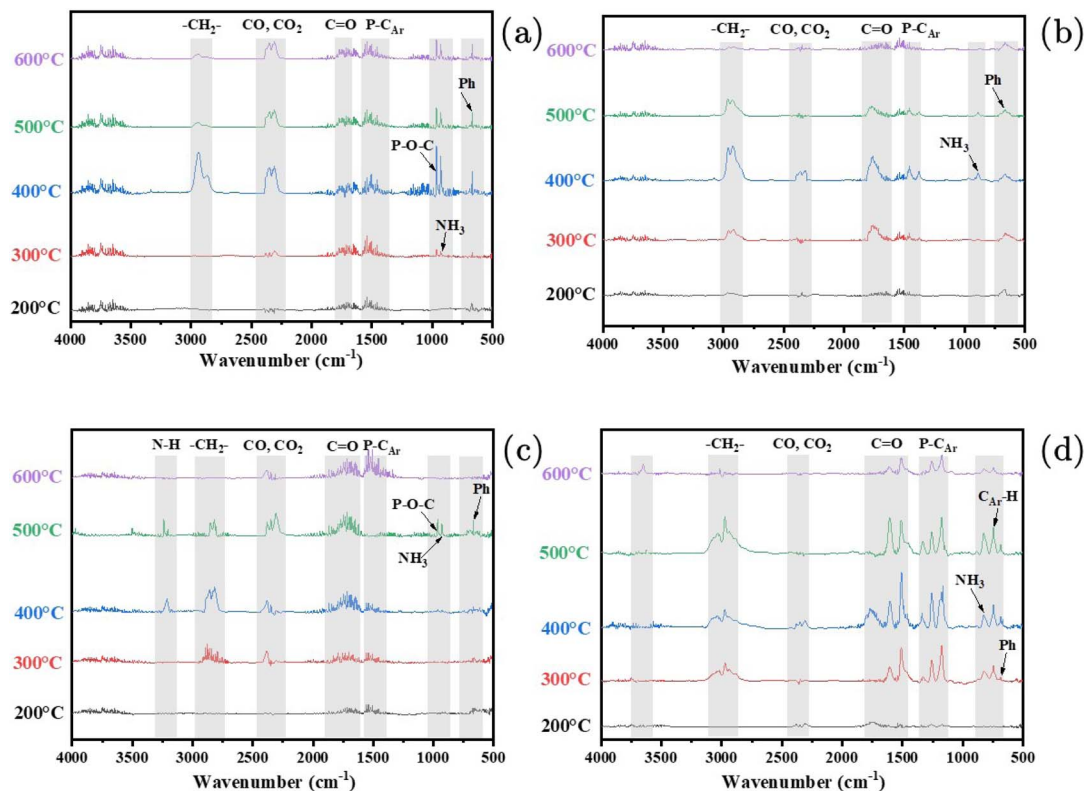 -CH₂-
CO, CO₂
C=O
P-C_Ar
(a)
600°C
Ph
500°C
P-O-C
400°C
NH₃
300°C
200°C
4000 3500 3000 2500 2000 1500 1000 500
Wavenumber (cm⁻¹)
-CH₂-
CO, CO₂
C=O
P-C_Ar
(b)
600°C
Ph
500°C
NH₃
400°C
300°C
200°C
4000 3500 3000 2500 2000 1500 1000 500
Wavenumber (cm⁻¹)
N-H
-CH₂-
CO, CO₂
C=O
P-C_Ar
(c)
600°C
Ph
P-O-C
500°C
NH₃
400°C
300°C
200°C
4000 3500 3000 2500 2000 1500 1000 500
Wavenumber (cm⁻¹)
-CH₂-
CO, CO₂
C=O
P-C_Ar
(d)
600°C
C_Ar-H
500°C
NH₃
400°C
Ph
300°C
200°C
4000 3500 3000 2500 2000 1500 1000 500
Wavenumber (cm⁻¹)